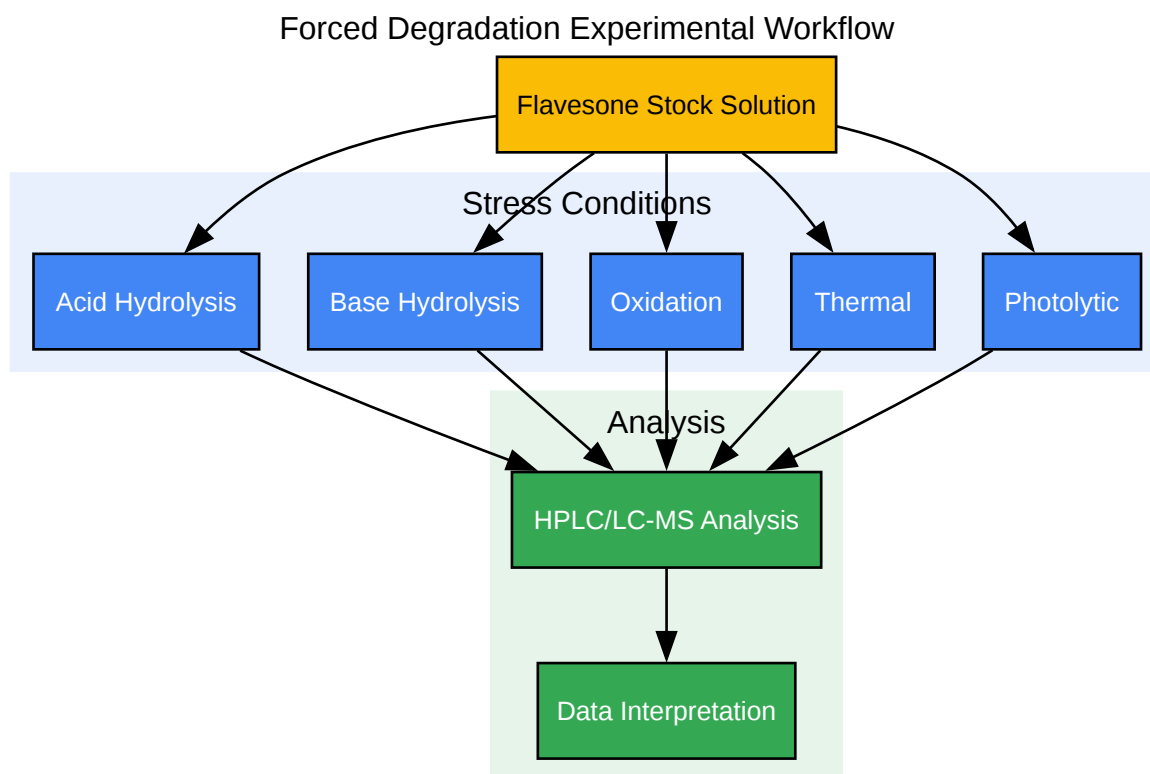 Forced Degradation Experimental Workflow
Flavesone Stock Solution
Stress Conditions
Acid Hydrolysis
Base Hydrolysis
Oxidation
Thermal
Photolytic
Analysis
HPLC/LC-MS Analysis
Data Interpretation